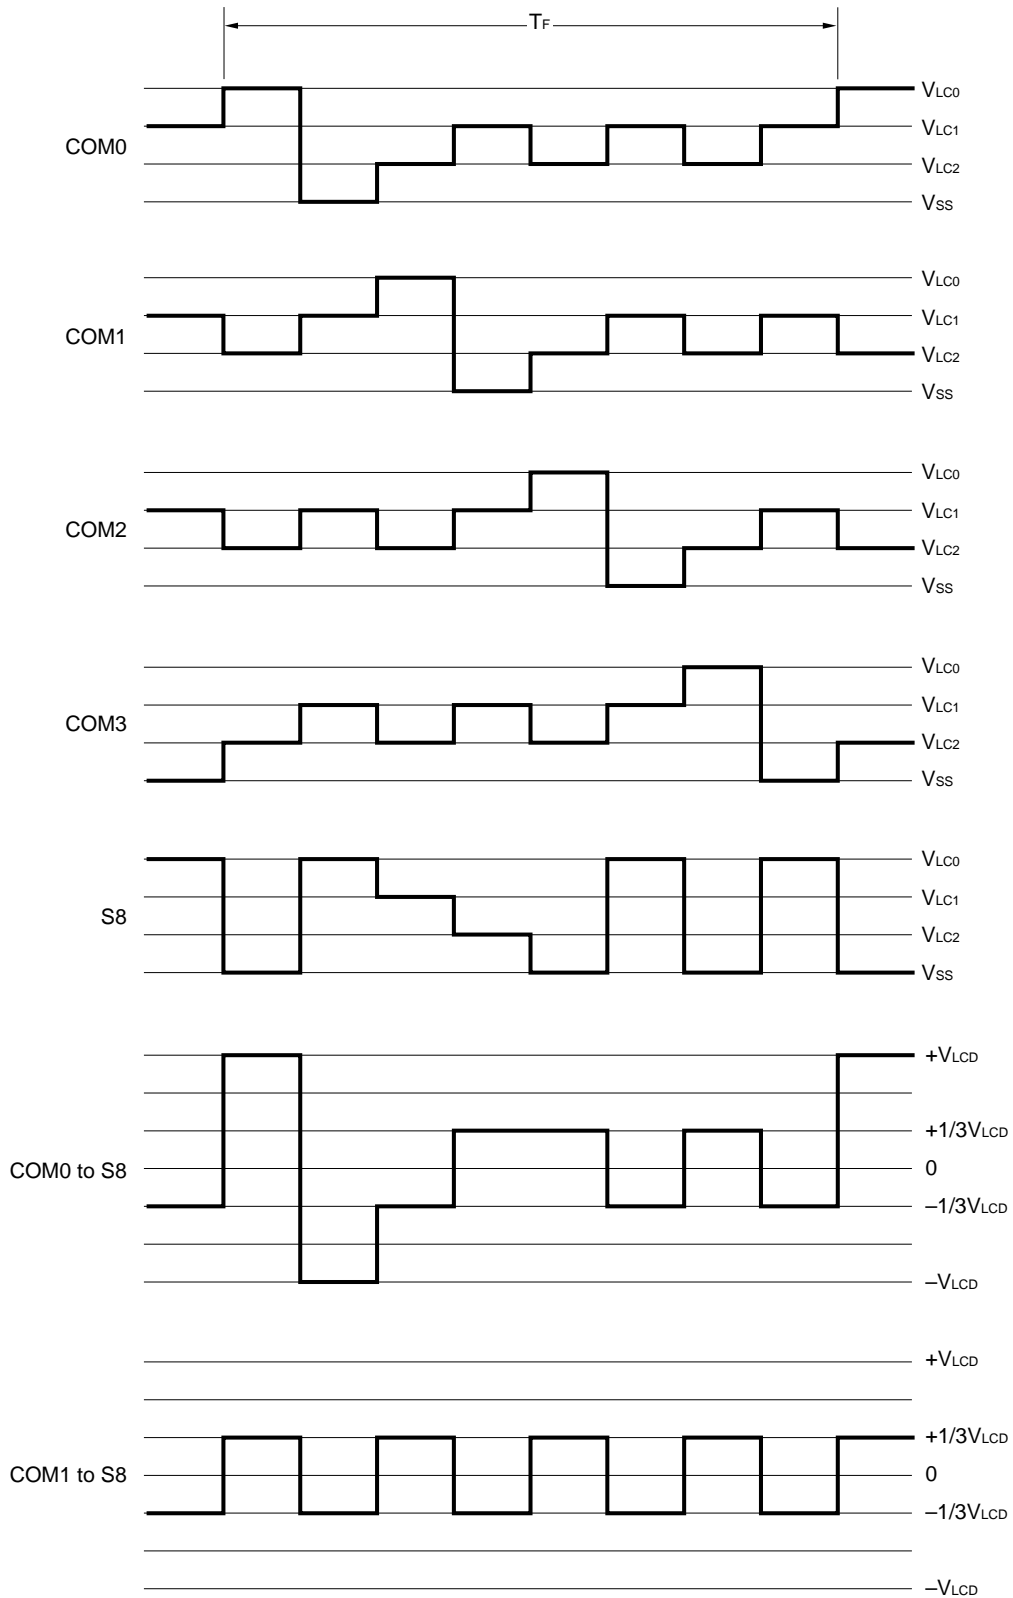 TF
COM0
VLC0
VLC1
VLC2
VSS
COM1
VLC0
VLC1
VLC2
VSS
COM2
VLC0
VLC1
VLC2
VSS
COM3
VLC0
VLC1
VLC2
VSS
S8
VLC0
VLC1
VLC2
VSS
COM0 to S8
+VLCD
+1/3VLCD
0
–1/3VLCD
–VLCD
COM1 to S8
+VLCD
+1/3VLCD
0
–1/3VLCD
–VLCD